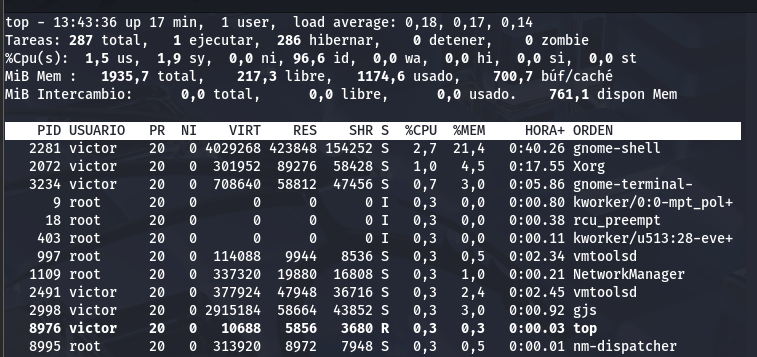 top - 13:43:36 up 17 min,  1 user,  load average: 0,18, 0,17, 0,14
Tareas: 287 total,   1 ejecutar, 286 hibernar,   0 detener,   0 zombie
%Cpu(s):  1,5 us,  1,9 sy,  0,0 ni, 96,6 id,  0,0 wa,  0,0 hi,  0,0 si,  0,0 st
MiB Mem :   1935,7 total,    217,3 libre,   1174,6 usado,    700,7 búf/caché
MiB Intercambio:      0,0 total,      0,0 libre,      0,0 usado.    761,1 dispon Mem
PID USUARIO   PR  NI    VIRT    RES    SHR S  %CPU  %MEM     HORA+ ORDEN
2281 victor    20   0 4029268 423848 154252 S   2,7  21,4   0:40.26 gnome-shell
2072 victor    20   0  301952  89276  58428 S   1,0   4,5   0:17.55 Xorg
3234 victor    20   0  708640  58812  47456 S   0,7   3,0   0:05.86 gnome-terminal-
9 root      20   0       0      0      0 I   0,3   0,0   0:00.80 kworker/0:0-mpt_pol+
18 root      20   0       0      0      0 I   0,3   0,0   0:00.38 rcu_preempt
403 root      20   0       0      0      0 I   0,3   0,0   0:00.11 kworker/u513:28-eve+
997 root      20   0  114088   9944   8536 S   0,3   0,5   0:02.34 vmtoolsd
1109 root      20   0  337320  19880  16808 S   0,3   1,0   0:00.21 NetworkManager
2491 victor    20   0  377924  47948  36716 S   0,3   2,4   0:02.45 vmtoolsd
2998 victor    20   0 2915184  58664  43852 S   0,3   3,0   0:00.92 gjs
8976 victor    20   0   10688   5856   3680 R   0,3   0,3   0:00.03 top
8995 root      20   0  313920   8972   7948 S   0,3   0,5   0:00.01 nm-dispatcher